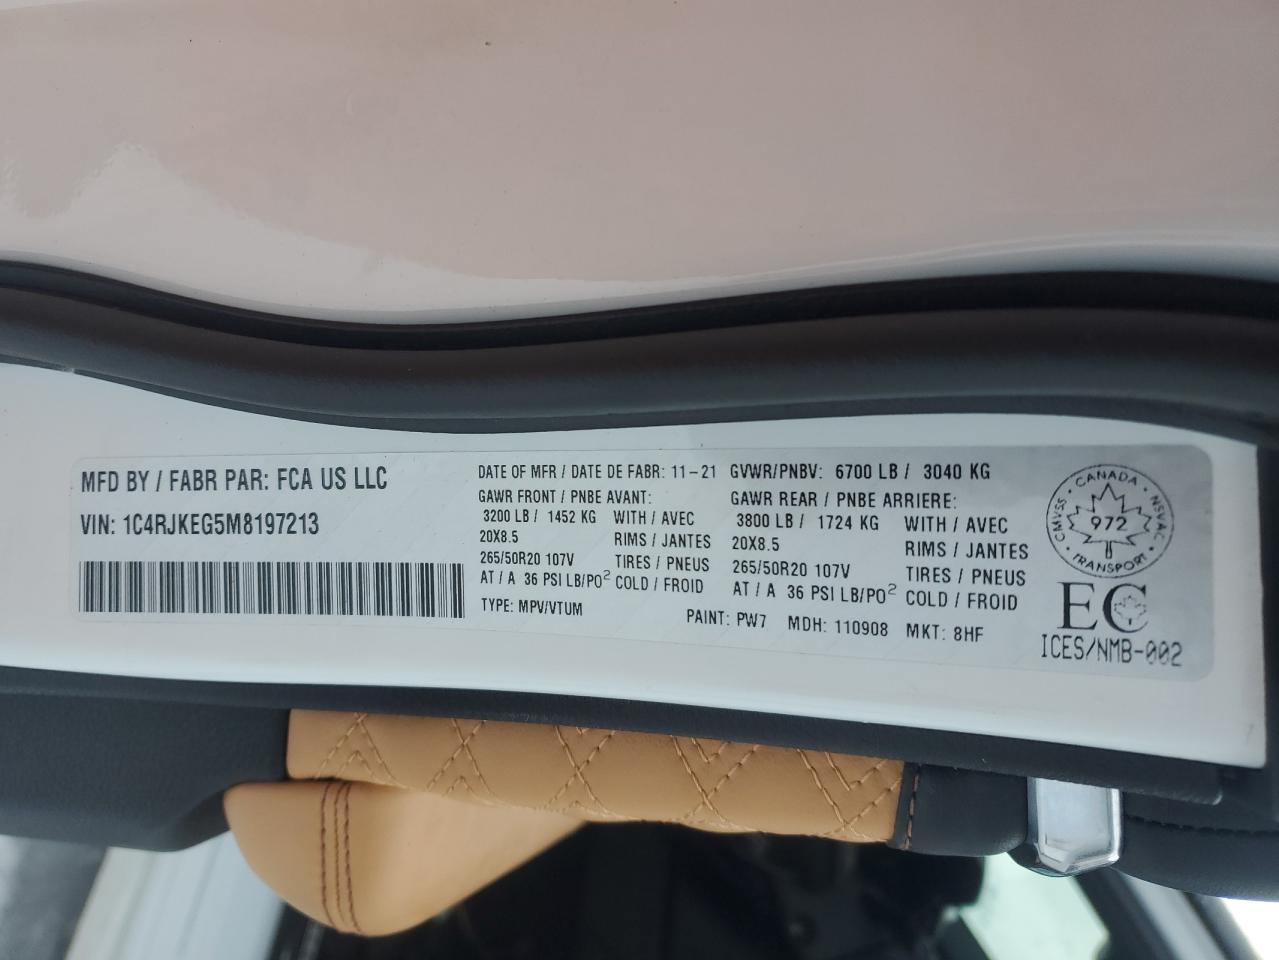 MFD BY / FABR PAR: FCA US LLC
VIN: 1C4RJKEG5M8197213
DATE OF MFR / DATE DE FABR: 11-21
GAWR FRONT / PNBE AVANT:
3200 LB / 1452 KG WITH / AVEC
20X8.5 RIMS / JANTES
265/50R20 107V TIRES / PNEUS
AT / A 36 PSI LB/PO² COLD / FROID
TYPE: MPV/VTUM
GVWR/PNBV: 6700 LB / 3040 KG
GAWR REAR / PNBE ARRIERE:
3800 LB / 1724 KG WITH / AVEC
20X8.5 RIMS / JANTES
265/50R20 107V TIRES / PNEUS
AT / A 36 PSI LB/PO² COLD / FROID
PAINT: PW7 MDH: 110908 MKT: 8HF
CMVSS · CANADA · NSVAC
972
TRANSPORT
EC
ICES/NMB-002